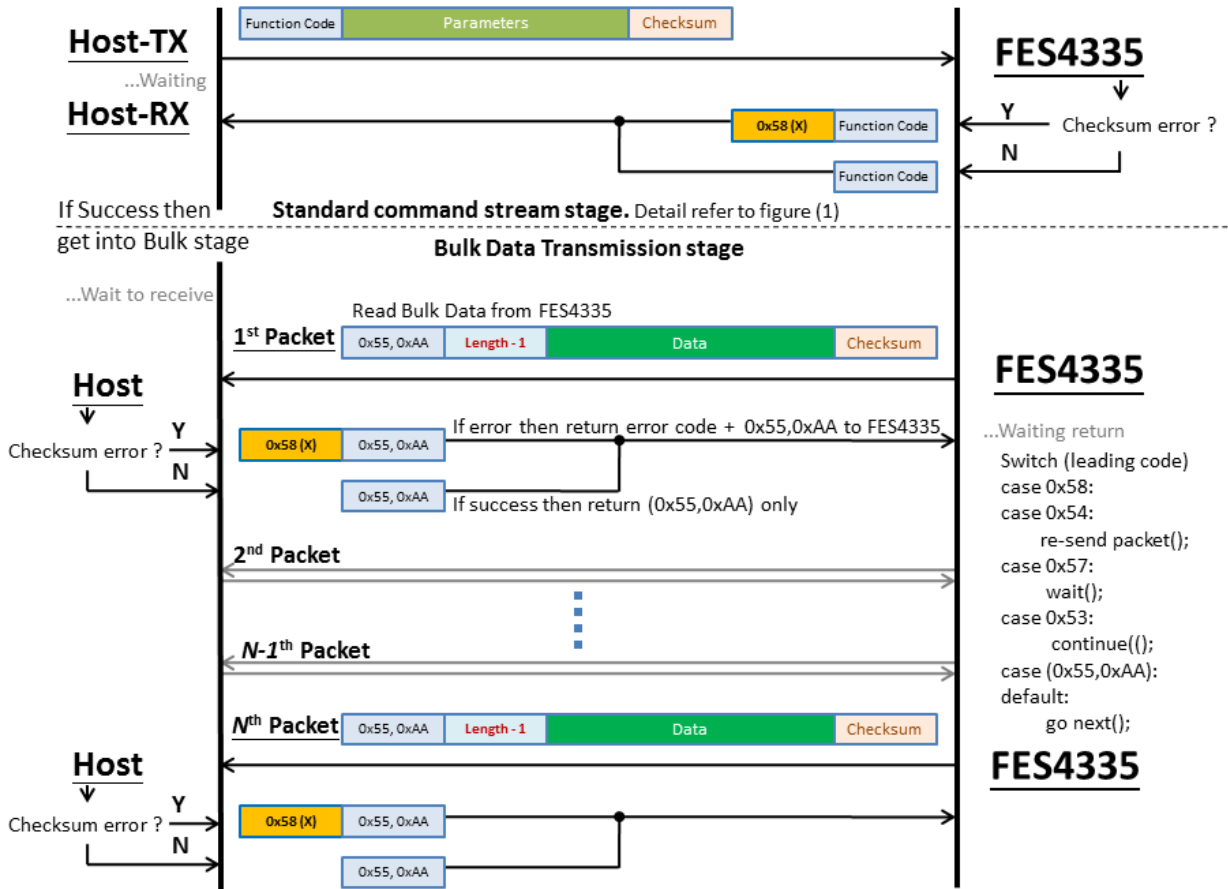 Function Code Parameters Checksum
Host-TX
FES4335
...Waiting
Host-RX
0x58 (X) Function Code
Y
Checksum error ?
N
Function Code
If Success then
Standard command stream stage. Detail refer to figure (1)
get into Bulk stage
Bulk Data Transmission stage
...Wait to receive
Read Bulk Data from FES4335
1st Packet
0x55, 0xAA Length - 1 Data Checksum
Host
FES4335
Y
If error then return error code + 0x55,0xAA to FES4335
Checksum error ?
0x58 (X) 0x55, 0xAA
N
0x55, 0xAA
If success then return (0x55,0xAA) only
...Waiting return
Switch (leading code)
case 0x58:
case 0x54:
re-send packet();
case 0x57:
wait();
case 0x53:
continue(();
case (0x55,0xAA):
default:
go next();
2nd Packet
N-1th Packet
Nth Packet
0x55, 0xAA Length - 1 Data Checksum
Host
FES4335
Y
Checksum error ?
0x58 (X) 0x55, 0xAA
N
0x55, 0xAA